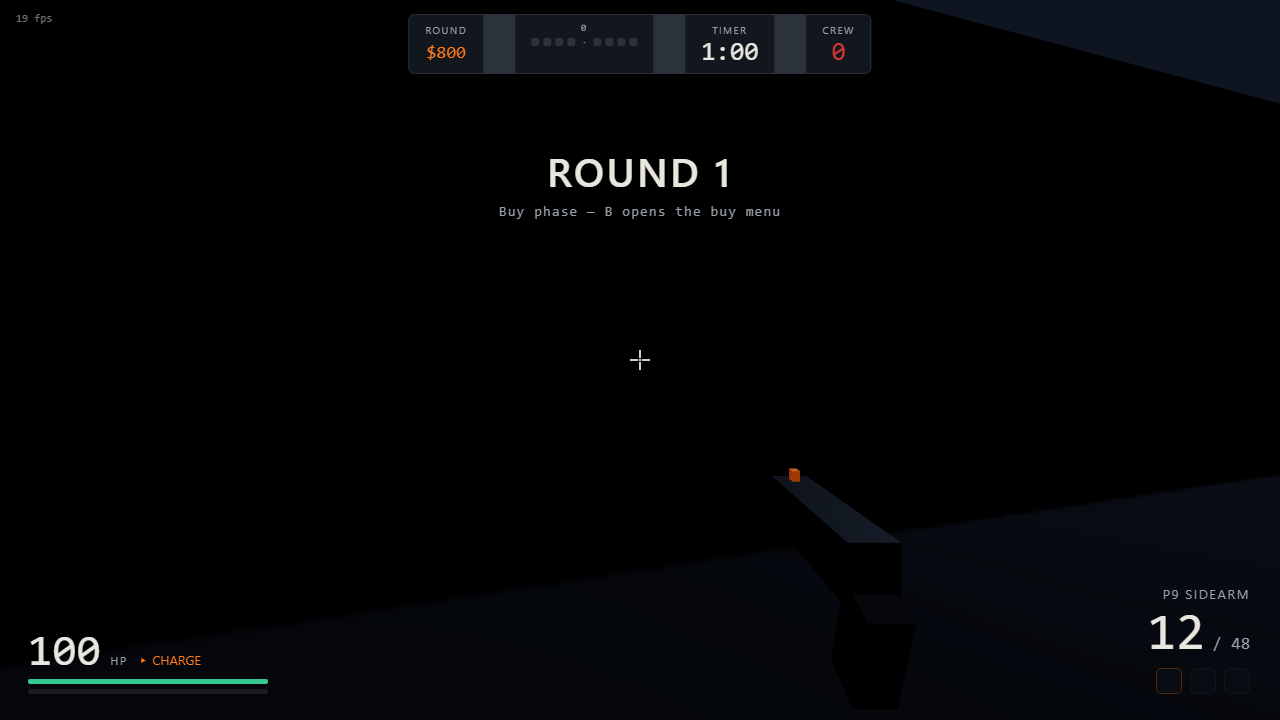 19 fps
ROUND
$800
0
-
TIMER
1:00
CREW
0
ROUND 1
Buy phase — B opens the buy menu
100 HP ▸ CHARGE
P9 SIDEARM
12 / 48